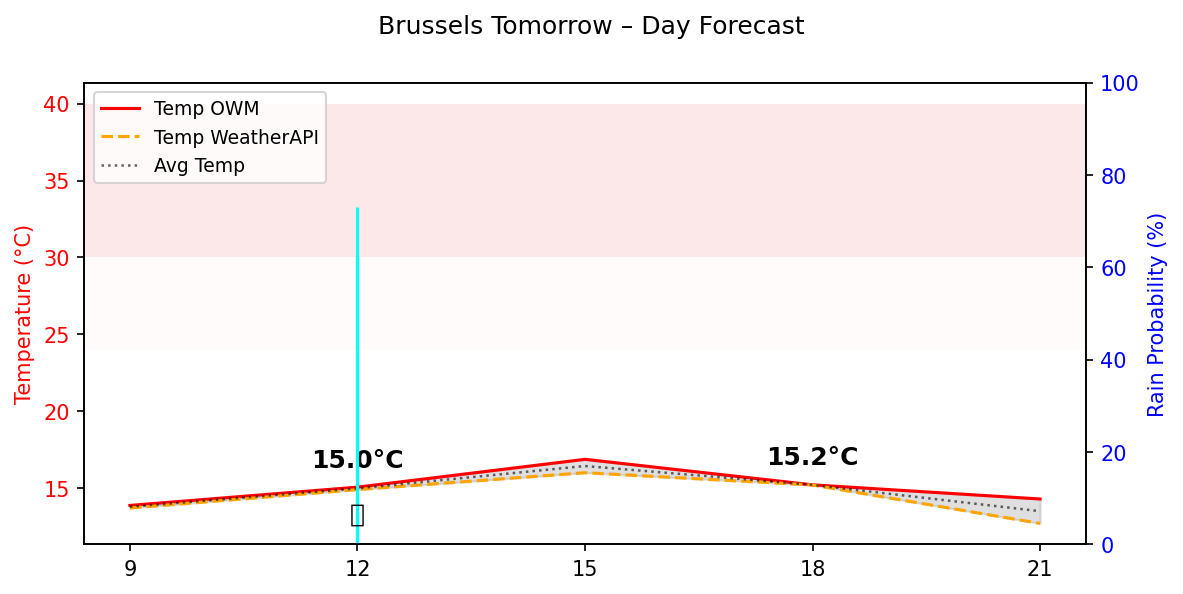 Brussels Tomorrow – Day Forecast
Temp OWM
Temp WeatherAPI
Avg Temp
Temperature (°C)
40
35
30
25
20
15
15.0°C
15.2°C
100
80
60
40
20
0
Rain Probability (%)
9 12 15 18 21